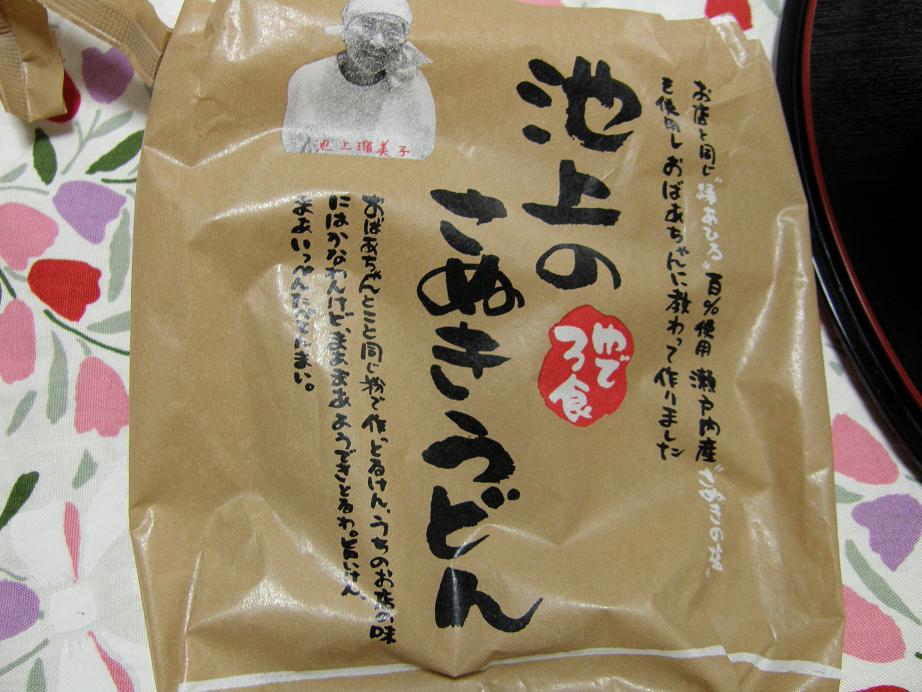 お店と同じ“緑あひる”百%使用 瀬戸内産“さぬきの塩”
を使用しおばあちゃんに教わって作りました
池上の
さぬきうどん
ゆで
3食
おばあちゃんとこと同じ粉で作っとるけん、うちのお店の味
にはかなわんけど、まあまあようできとるわ。旨いけん、
まあいっぺんたべてんまい。
池上瑠美子